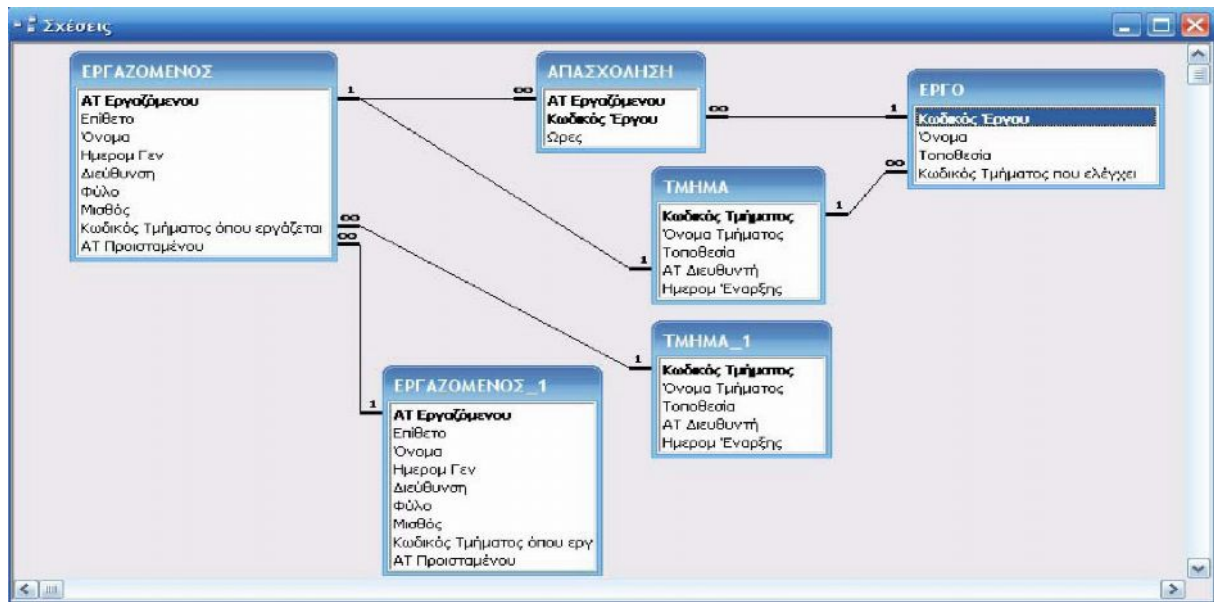 Σχέσεις
ΕΡΓΑΖΟΜΕΝΟΣ
ΑΤ Εργαζόμενου
Επίθετο
Όνομα
Ημερομ Γεν
Διεύθυνση
Φύλο
Μισθός
Κωδικός Τμήματος όπου εργάζεται
ΑΤ Προισταμένου
1
∞
∞
∞
ΑΠΑΣΧΟΛΗΣΗ
ΑΤ Εργαζόμενου
Κωδικός Έργου
Ώρες
∞
1
ΕΡΓΟ
Κωδικός Έργου
Όνομα
Τοποθεσία
Κωδικός Τμήματος που ελέγχει
∞
1
ΤΜΗΜΑ
Κωδικός Τμήματος
Όνομα Τμήματος
Τοποθεσία
ΑΤ Διευθυντή
Ημερομ Έναρξης
1
ΤΜΗΜΑ_1
Κωδικός Τμήματος
Όνομα Τμήματος
Τοποθεσία
ΑΤ Διευθυντή
Ημερομ Έναρξης
1
ΕΡΓΑΖΟΜΕΝΟΣ_1
ΑΤ Εργαζόμενου
Επίθετο
Όνομα
Ημερομ Γεν
Διεύθυνση
Φύλο
Μισθός
Κωδικός Τμήματος όπου εργ
ΑΤ Προισταμένου
1